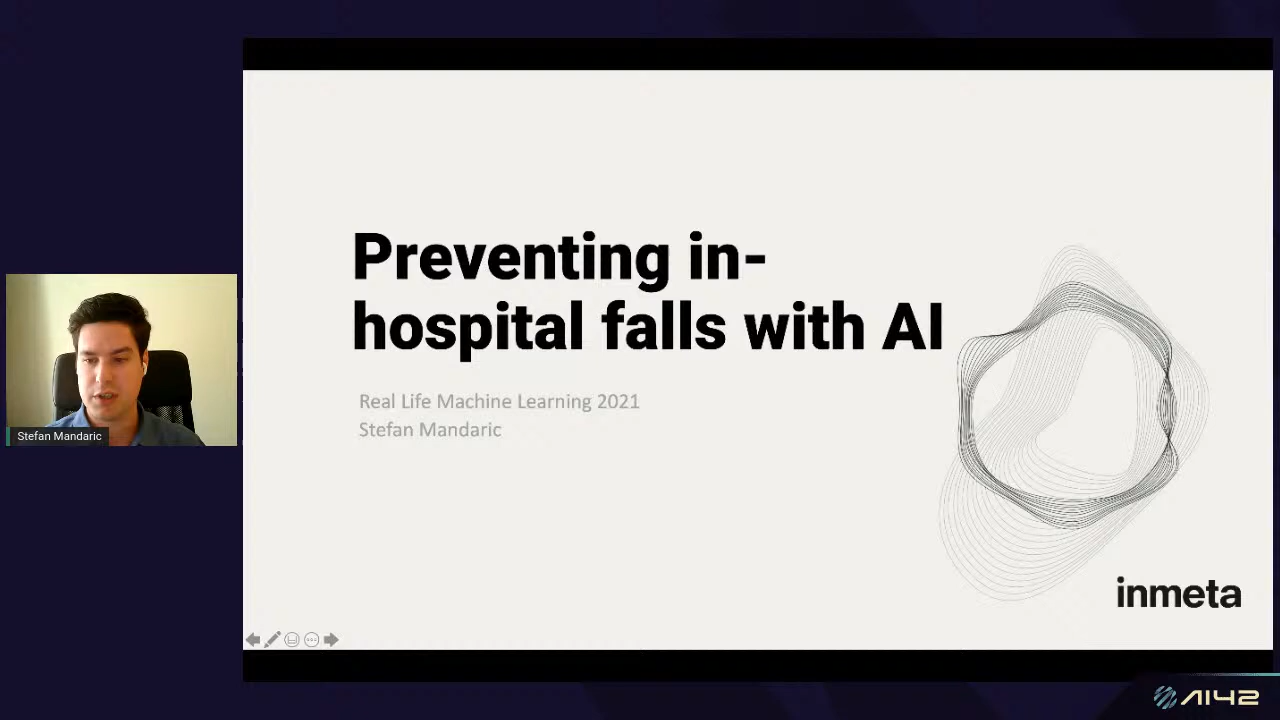 Preventing in-
hospital falls with AI
Real Life Machine Learning 2021
Stefan Mandaric
Stefan Mandaric
inmeta
AI42